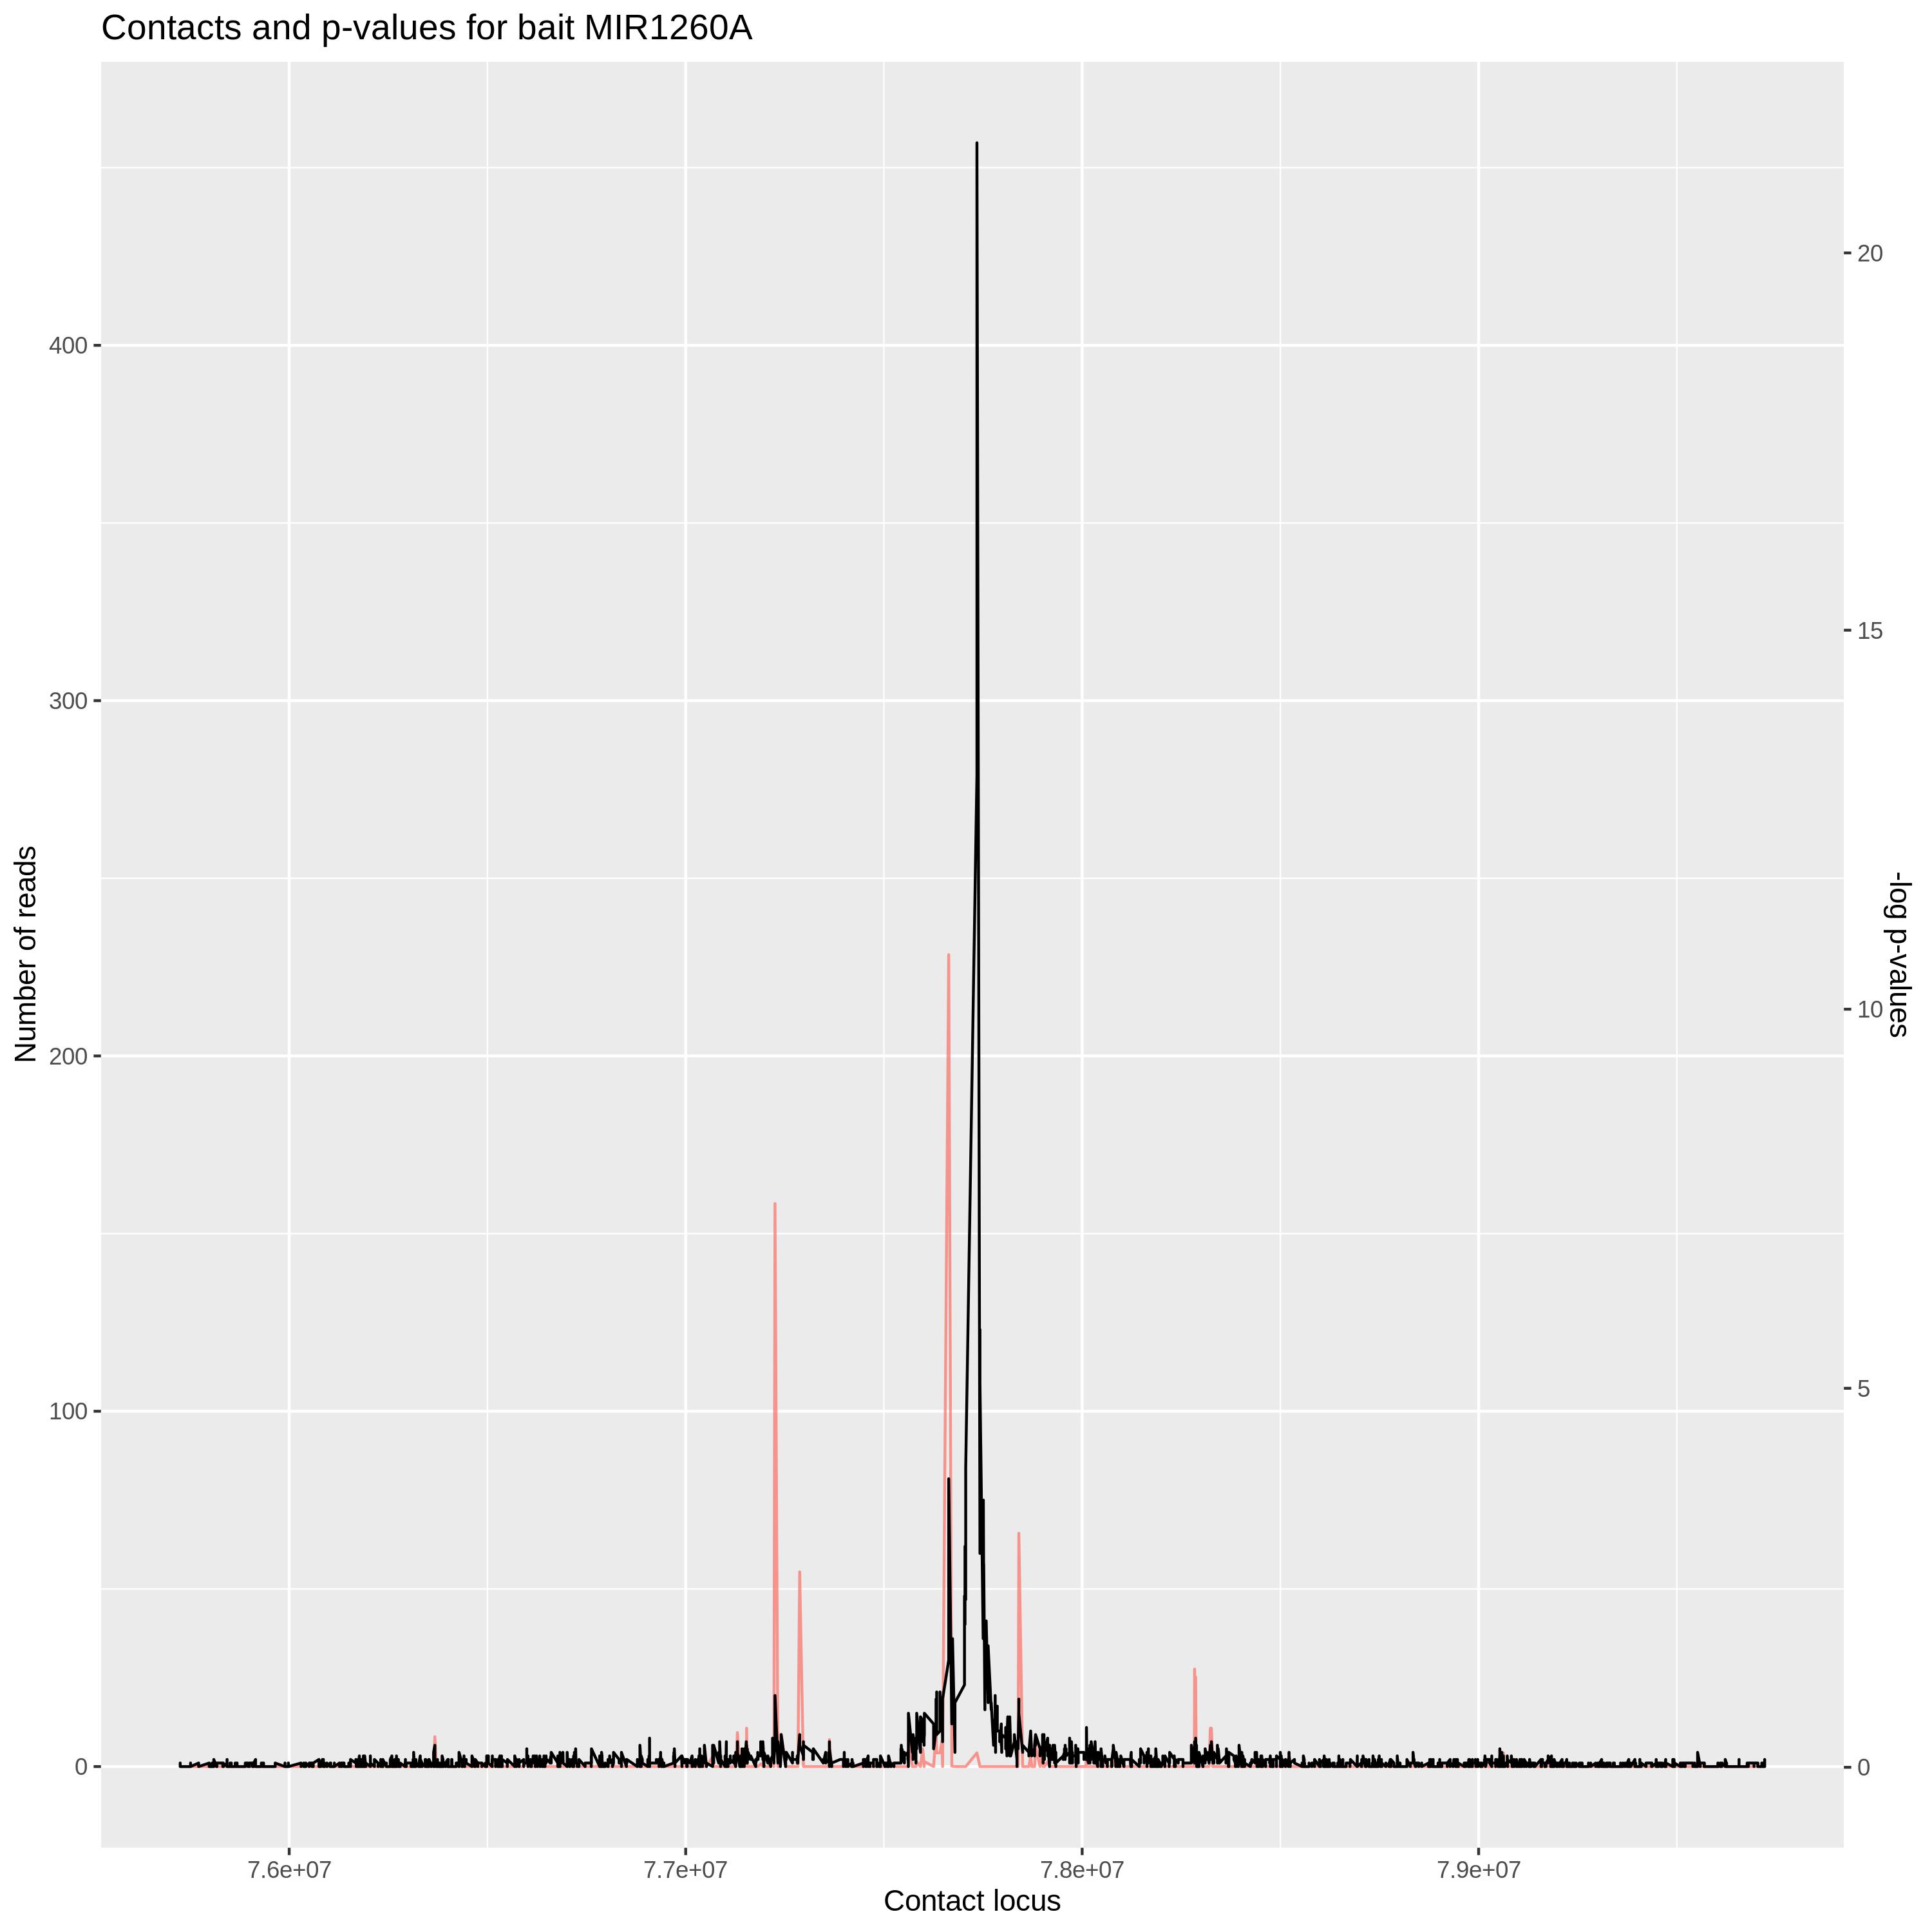 Contacts and p-values for bait MIR1260A
Number of reads
400
300
200
100
0
20
15
10
5
0
-log p-values
7.6e+07
7.7e+07
7.8e+07
7.9e+07
Contact locus